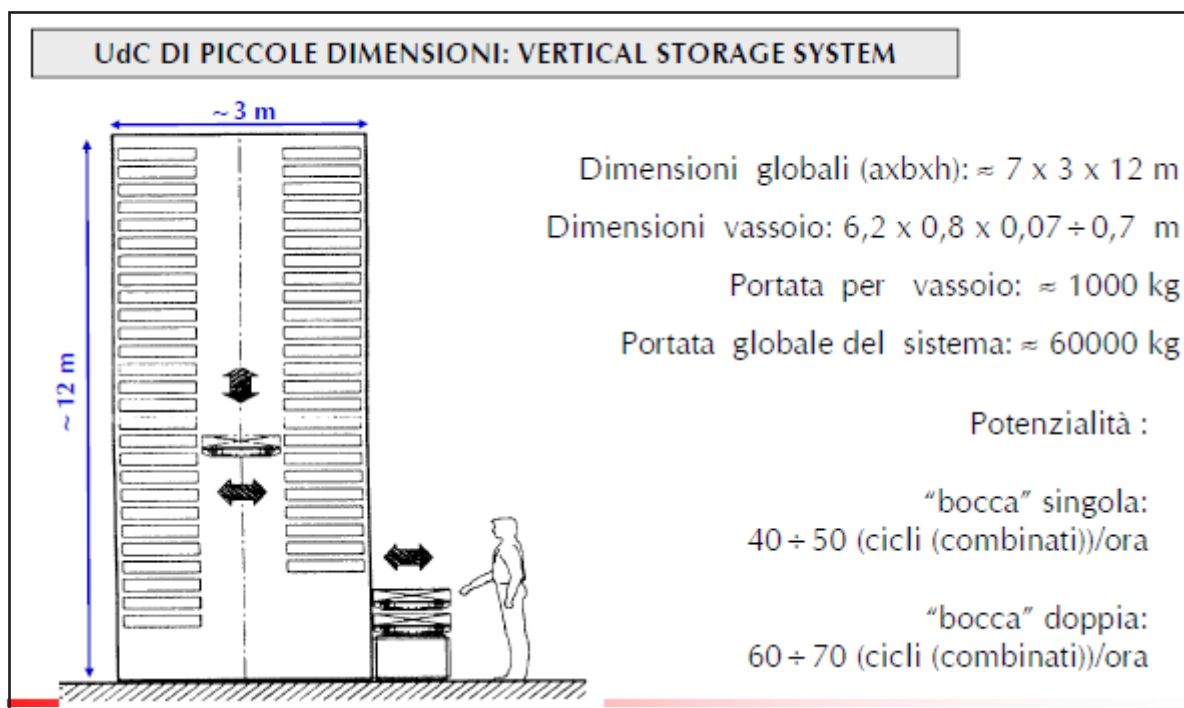 UdC DI PICCOLE DIMENSIONI: VERTICAL STORAGE SYSTEM
~ 3 m
~ 12 m
Dimensioni globali (axbxh): ≈ 7 x 3 x 12 m
Dimensioni vassoio: 6,2 x 0,8 x 0,07 ÷ 0,7 m
Portata per vassoio: ≈ 1000 kg
Portata globale del sistema: ≈ 60000 kg
Potenzialità :
“bocca” singola:
40 ÷ 50 (cicli (combinati))/ora
“bocca” doppia:
60 ÷ 70 (cicli (combinati))/ora